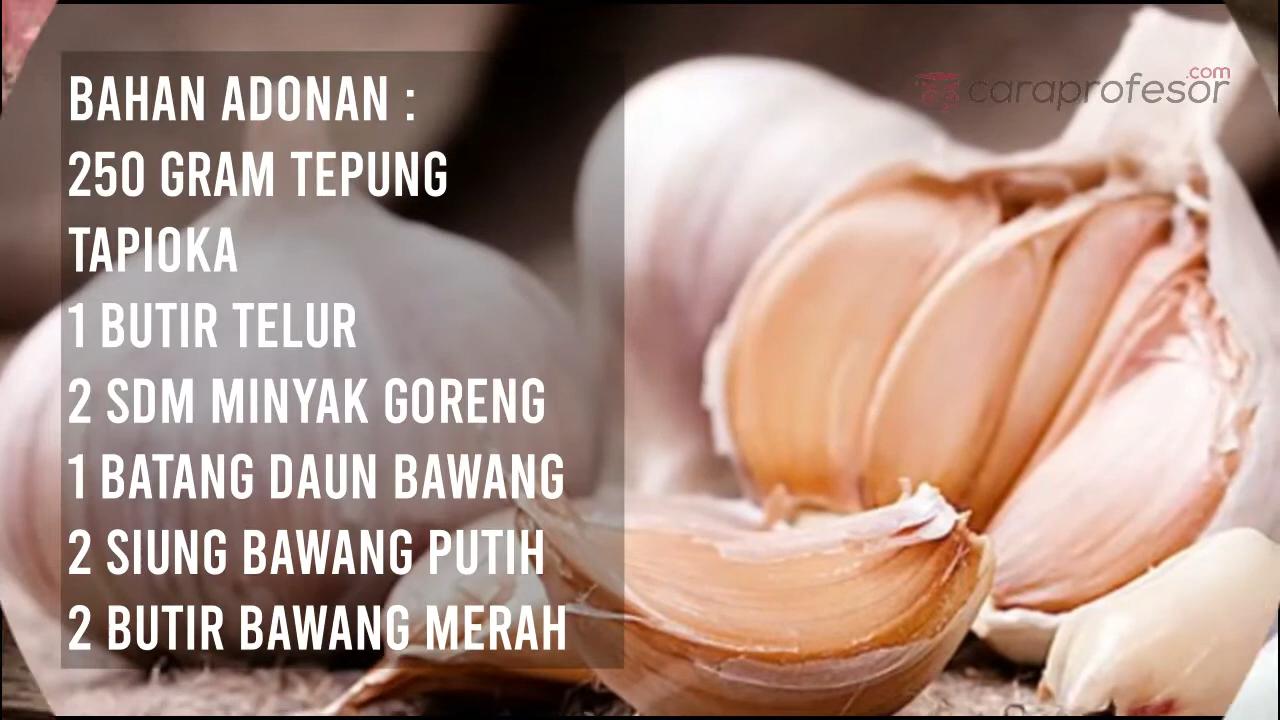 BAHAN ADONAN :
250 GRAM TEPUNG
TAPIOKA
1 BUTIR TELUR
2 SDM MINYAK GORENG
1 BATANG DAUN BAWANG
2 SIUNG BAWANG PUTIH
2 BUTIR BAWANG MERAH
caraprofesor.com